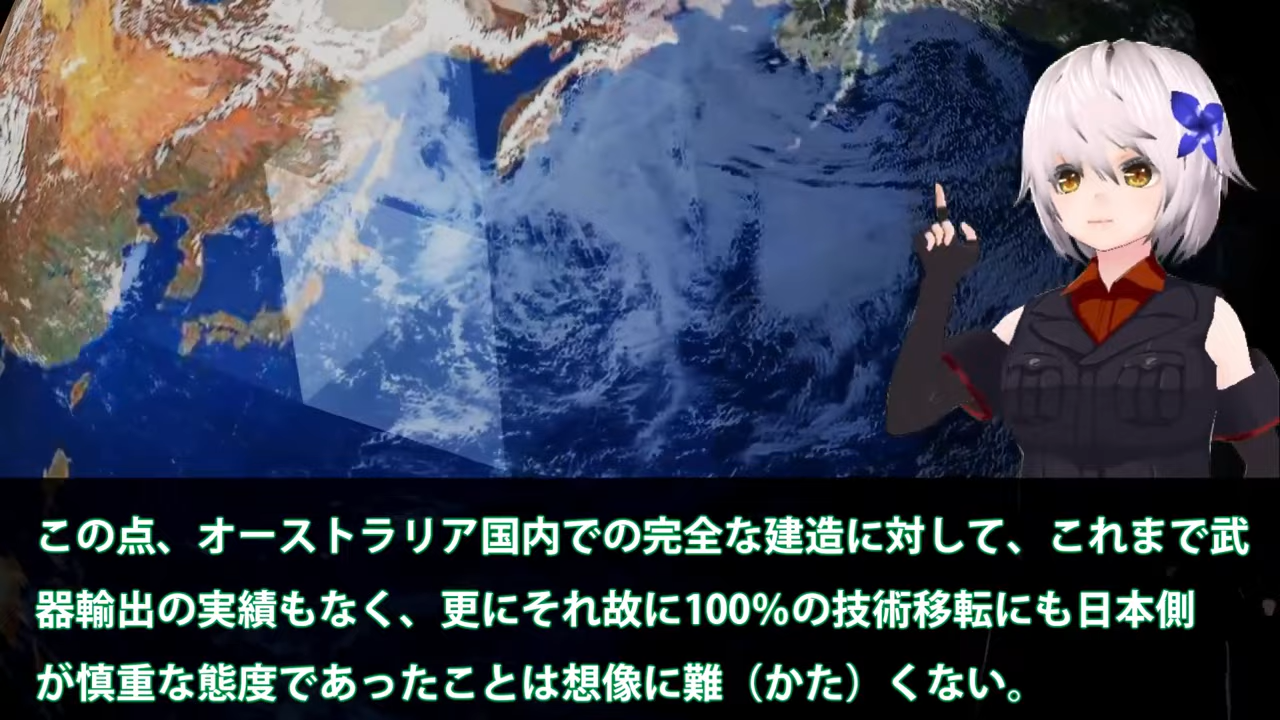 この点、オーストラリア国内での完全な建造に対して、これまで武
器輸出の実績もなく、更にそれ故に100%の技術移転にも日本側
が慎重な態度であったことは想像に難（かた）くない。